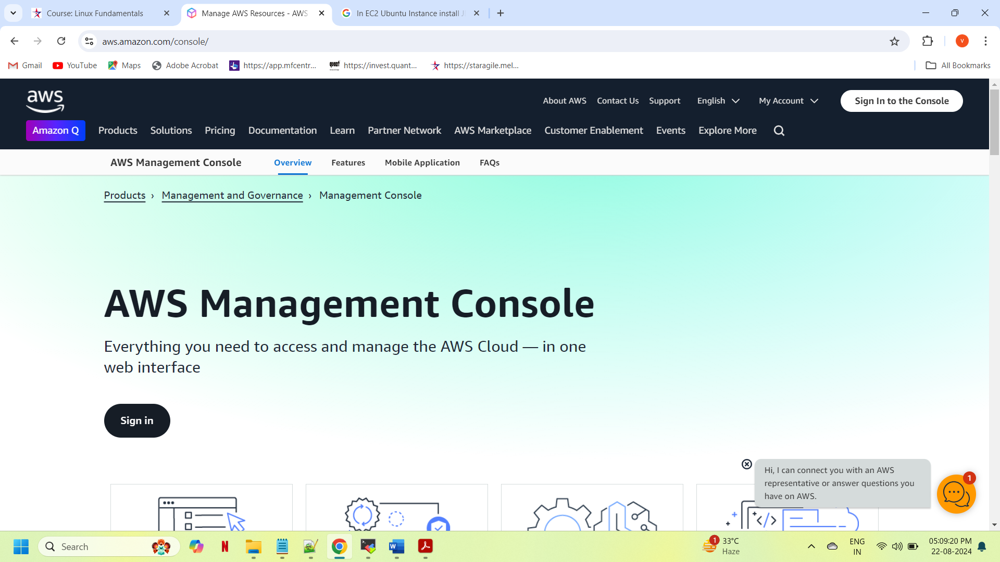 Course: Linux Fundamentals
Manage AWS Resources - AWS
In EC2 Ubuntu Instance install J
aws.amazon.com/console/
V
Gmail
YouTube
Maps
Adobe Acrobat
https://app.mfcentr...
https://invest.quant...
https://staragile.mel...
All Bookmarks
aws
About AWS
Contact Us
Support
English
My Account
Sign In to the Console
Amazon Q
Products
Solutions
Pricing
Documentation
Learn
Partner Network
AWS Marketplace
Customer Enablement
Events
Explore More
AWS Management Console
Overview
Features
Mobile Application
FAQs
Products › Management and Governance › Management Console
AWS Management Console
Everything you need to access and manage the AWS Cloud — in one
web interface
Sign in
Hi, I can connect you with an AWS
representative or answer questions you
have on AWS.
1
Search
1
33°C
Haze
ENG
IN
05:09:20 PM
22-08-2024